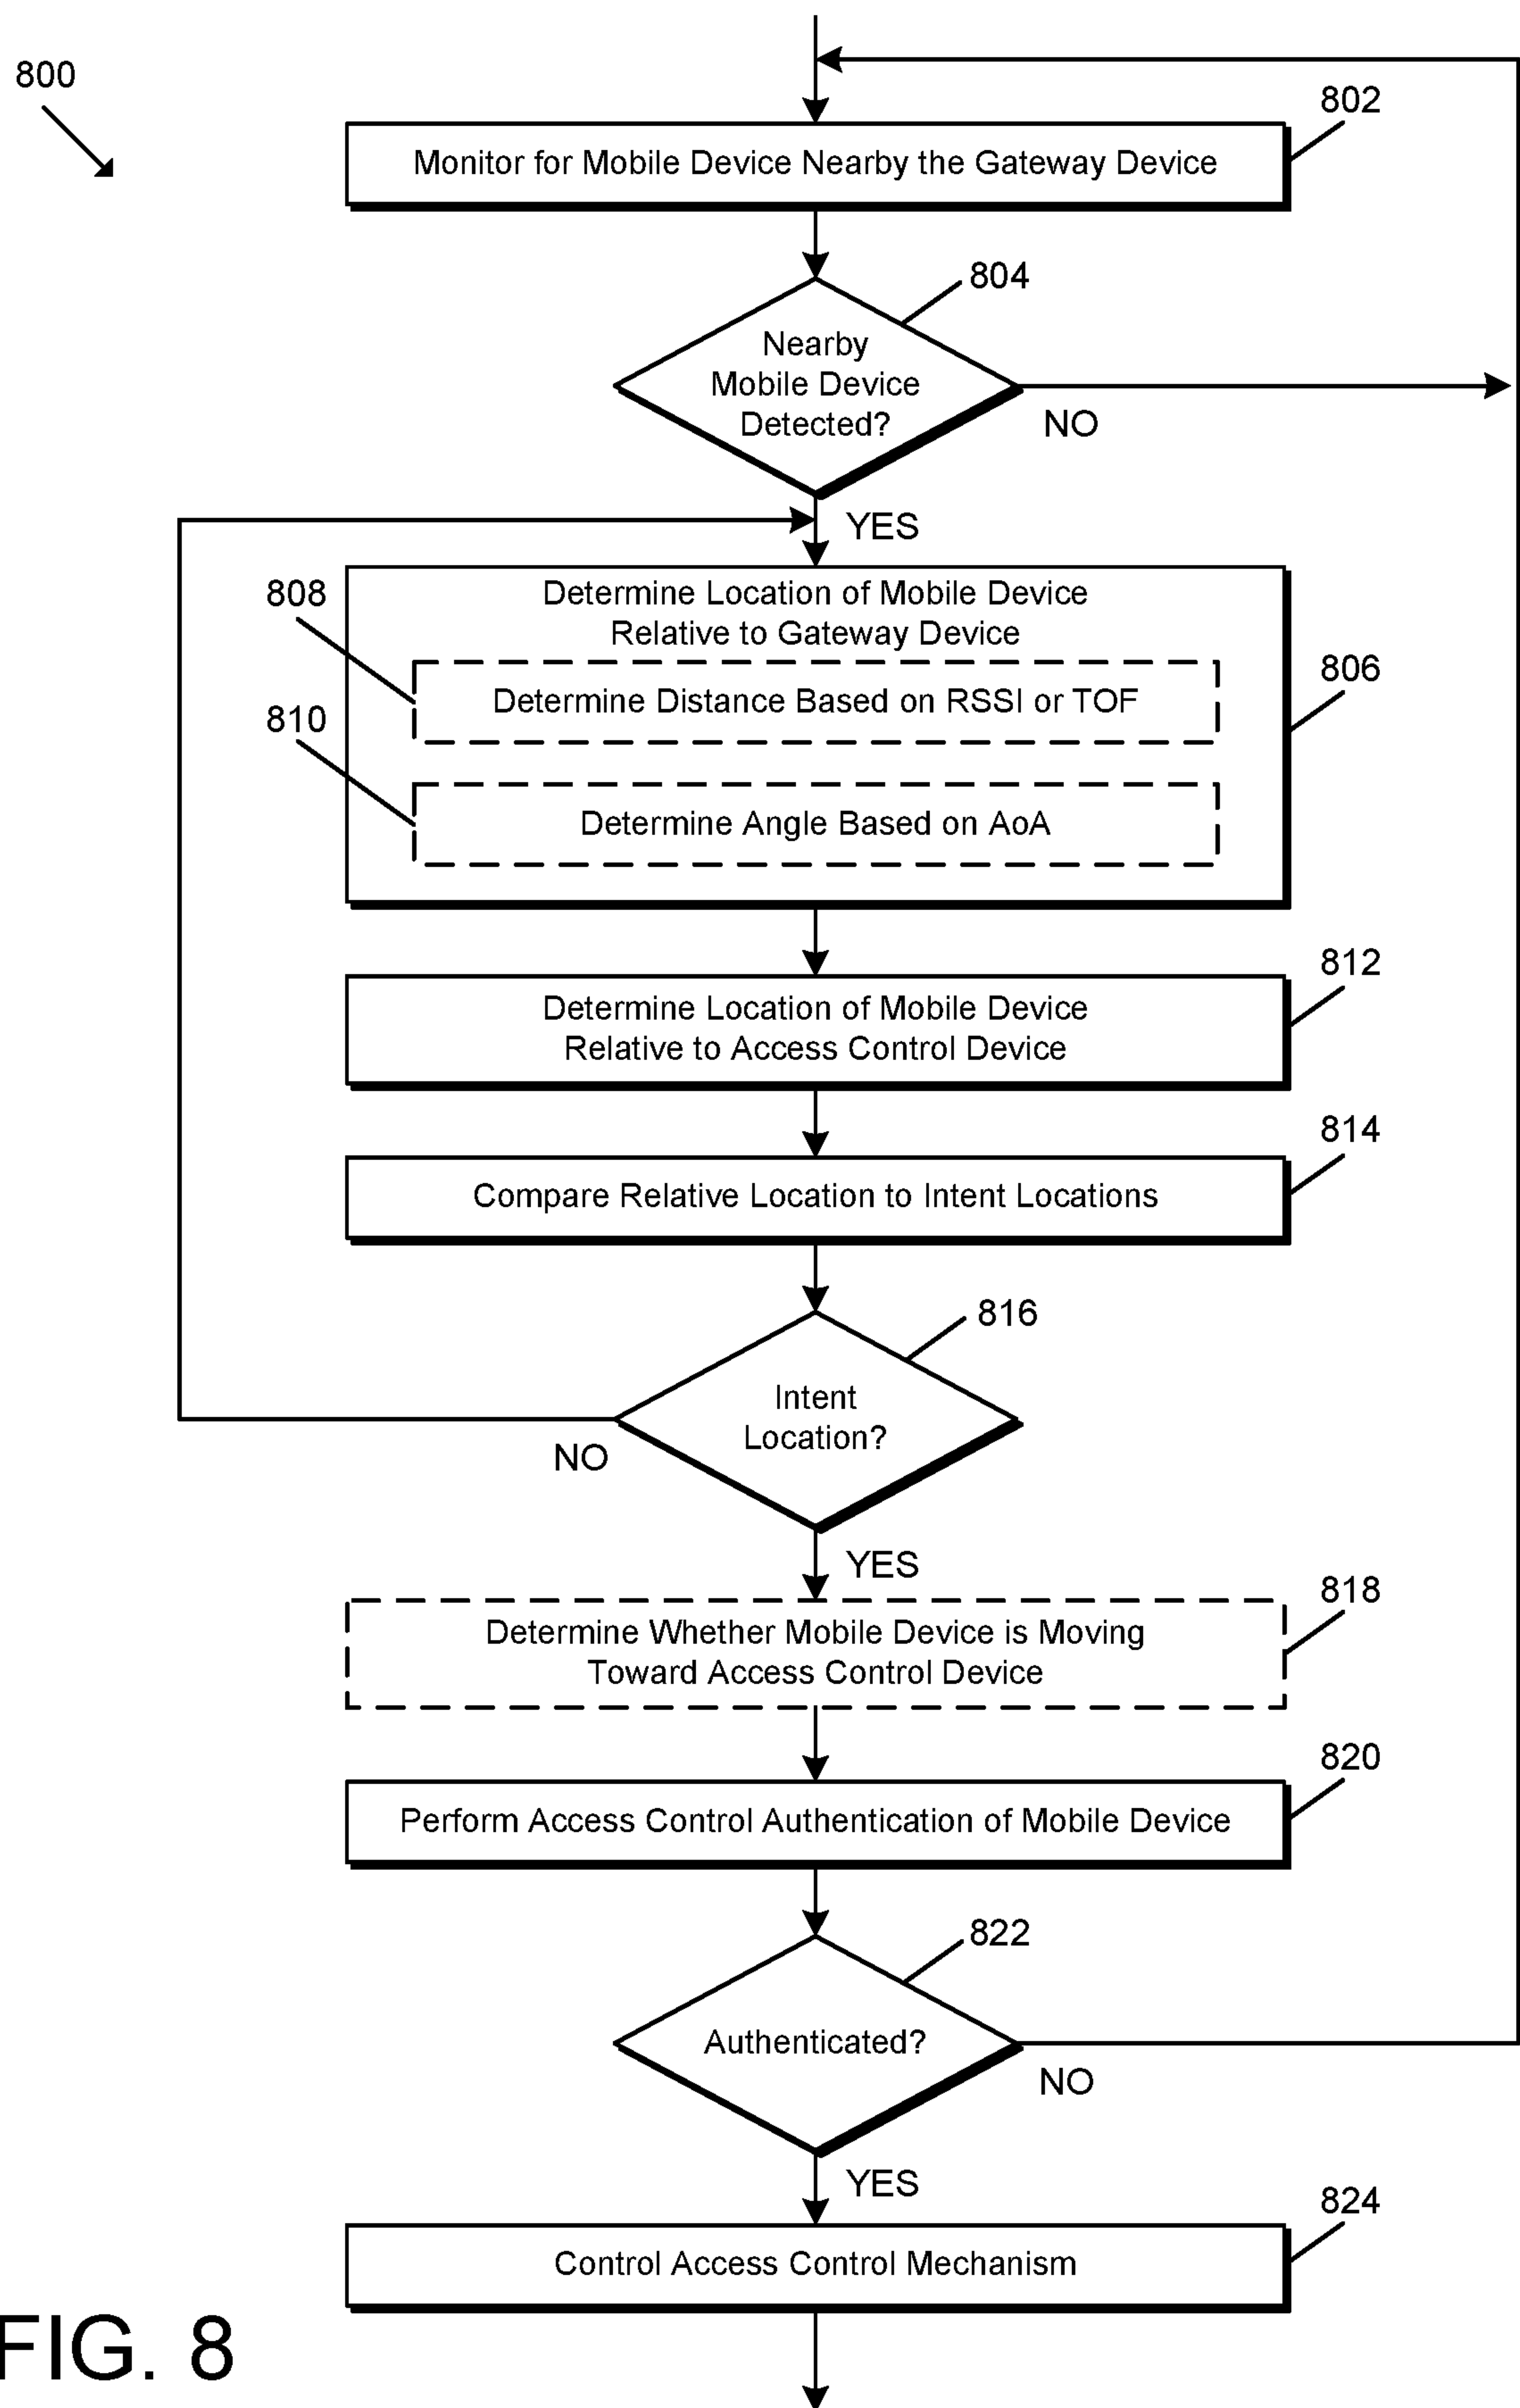 800
802
Monitor for Mobile Device Nearby the Gateway Device
804
Nearby
Mobile Device
Detected?
NO
YES
808
Determine Location of Mobile Device
Relative to Gateway Device
806
Determine Distance Based on RSSI or TOF
810
Determine Angle Based on AoA
812
Determine Location of Mobile Device
Relative to Access Control Device
814
Compare Relative Location to Intent Locations
816
Intent
Location?
NO
YES
818
Determine Whether Mobile Device is Moving
Toward Access Control Device
820
Perform Access Control Authentication of Mobile Device
822
Authenticated?
NO
YES
824
Control Access Control Mechanism
FIG. 8